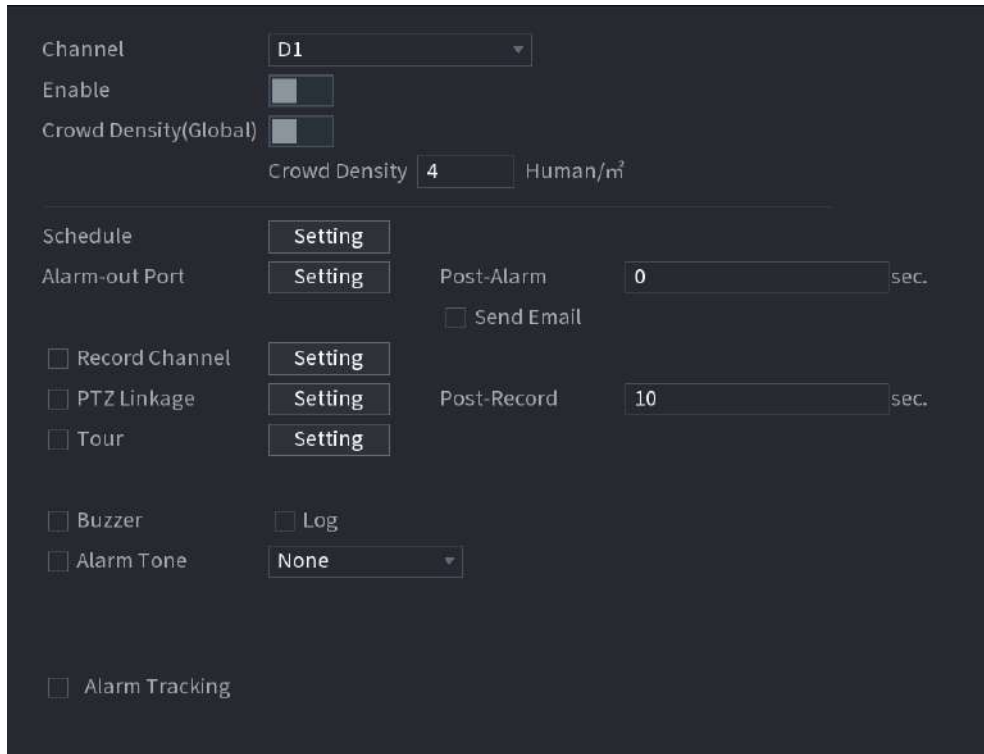 Channel D1
Enable
Crowd Density(Global)
Crowd Density 4 Human/㎡
Schedule Setting
Alarm-out Port Setting Post-Alarm 0 sec.
Send Email
Record Channel Setting
PTZ Linkage Setting Post-Record 10 sec.
Tour Setting
Buzzer Log
Alarm Tone None
Alarm Tracking